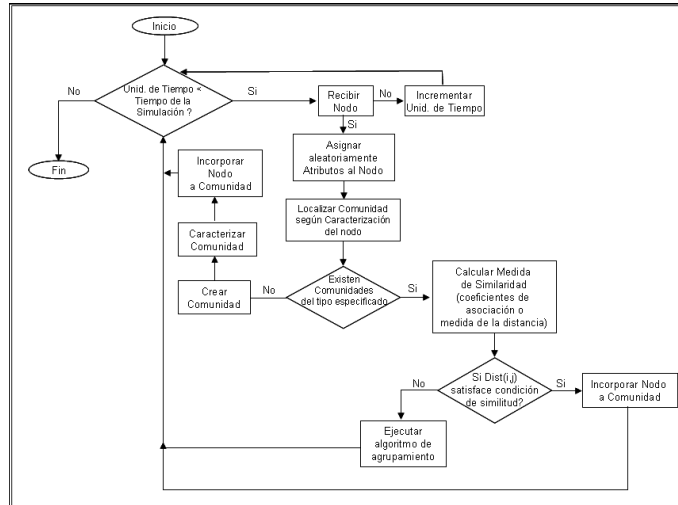 Inicio
Unid. de Tiempo <
Tiempo de la
Simulación ?
No
Si
Recibir
Nodo
No
Incrementar
Unid. de Tiempo
Fin
Si
Asignar
aleatoriamente
Atributos al Nodo
Incorporar
Nodo
a Comunidad
Localizar Comunidad
según Caracterización
del nodo
Caracterizar
Comunidad
Crear
Comunidad
No
Existen
Comunidades
del tipo especificado
Si
Calcular Medida
de Similaridad
(coeficientes de
asociación o
medida de la distancia)
Si Dist(i,j)
satisface condición
de similitud?
No
Si
Incorporar Nodo
a Comunidad
Ejecutar
algoritmo de
agrupamiento